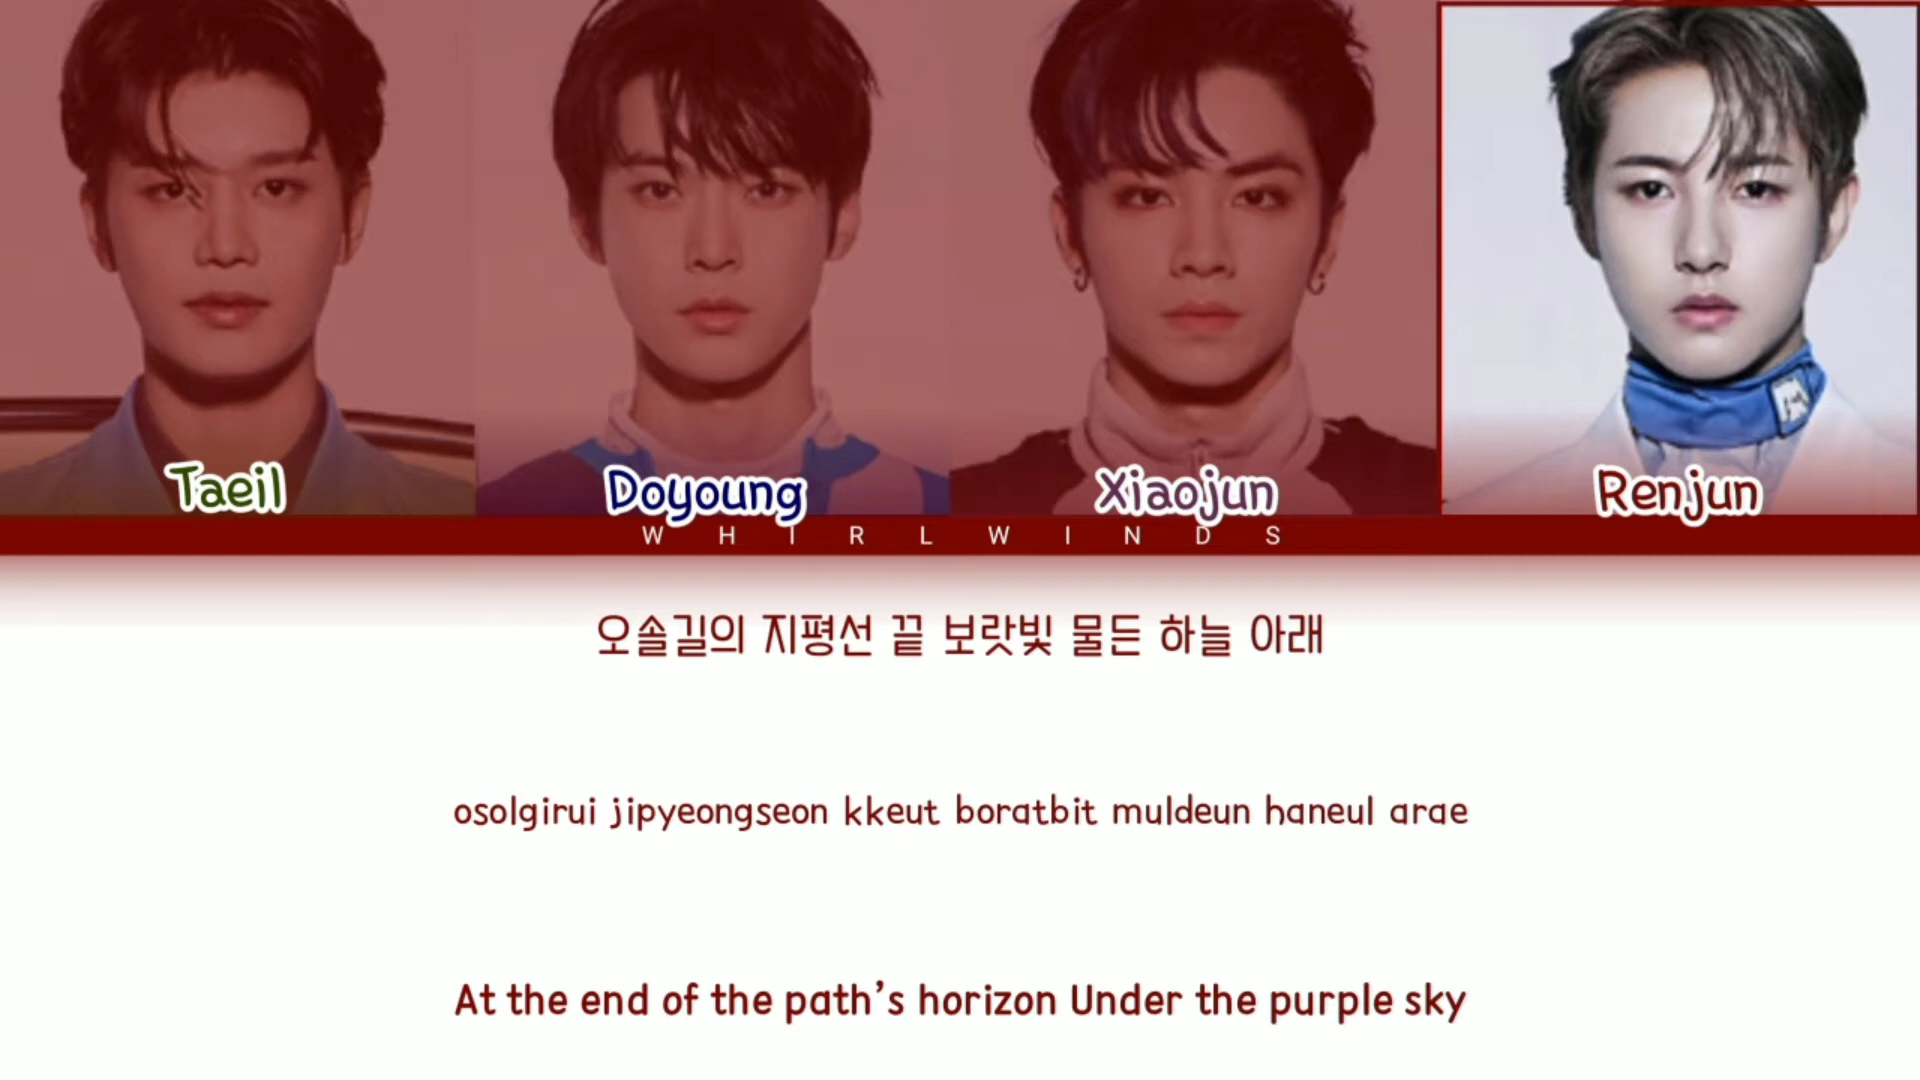 Taeil
Doyoung
Xiaojun
Renjun
WHIRLWINDS
오솔길의 지평선 끝 보랏빛 물든 하늘 아래
osolgirui jipyeongseon kkeut boratbit muldeun haneul arae
At the end of the path's horizon Under the purple sky